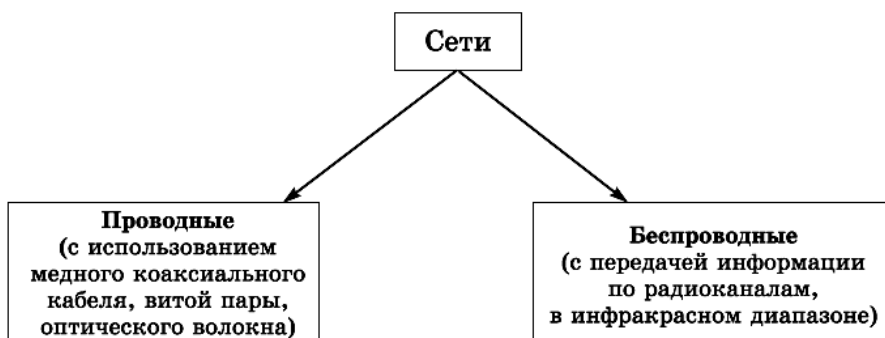 Сети
Проводные
(с использованием
медного коаксиального
кабеля, витой пары,
оптического волокна)
Беспроводные
(с передачей информации
по радиоканалам,
в инфракрасном диапазоне)